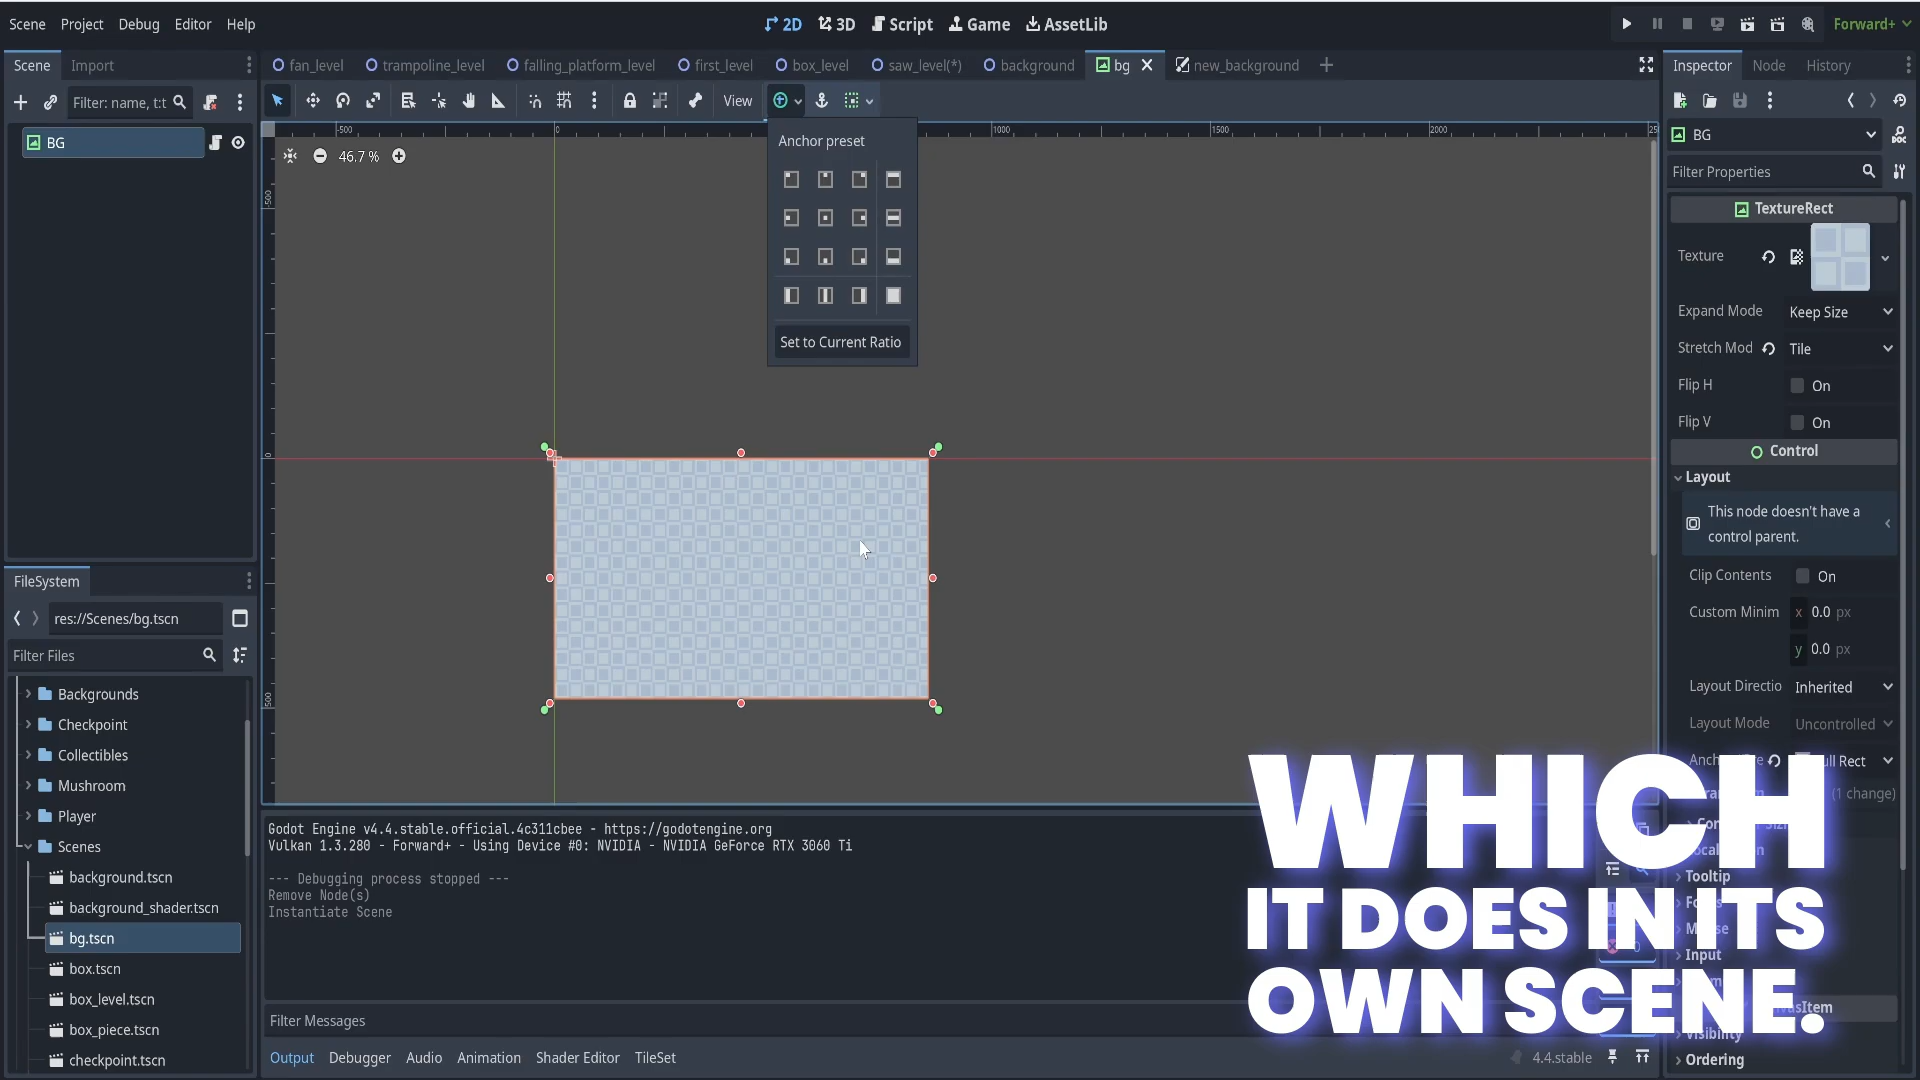 Scene Project Debug Editor Help
2D 3D Script Game AssetLib
Forward+
Scene Import
fan_level trampoline_level falling_platform_level first_level box_level saw_level(*) background bg new_background
Inspector Node History
Filter: name, t:t
View
BG
Anchor preset
Set to Current Ratio
46.7 %
-500 0 500 1000 1500 2000
BG
Filter Properties
TextureRect
Texture
Expand Mode Keep Size
Stretch Mod Tile
Flip H On
Flip V On
Control
Layout
This node doesn't have a
control parent.
Clip Contents On
Custom Minim x 0.0 px
y 0.0 px
Layout Directio Inherited
Layout Mode Uncontrolled
(1 change)
Tooltip
Input
Visibility
Ordering
FileSystem
res://Scenes/bg.tscn
Filter Files
Backgrounds
Checkpoint
Collectibles
Mushroom
Player
Scenes
background.tscn
background_shader.tscn
bg.tscn
box.tscn
box_level.tscn
box_piece.tscn
checkpoint.tscn
Godot Engine v4.4.stable.official.4c311cbee - https://godotengine.org
Vulkan 1.3.280 - Forward+ - Using Device #0: NVIDIA - NVIDIA GeForce RTX 3060 Ti
--- Debugging process stopped ---
Remove Node(s)
Instantiate Scene
Filter Messages
Output Debugger Audio Animation Shader Editor TileSet
4.4.stable
WHICH
IT DOES IN ITS
OWN SCENE.